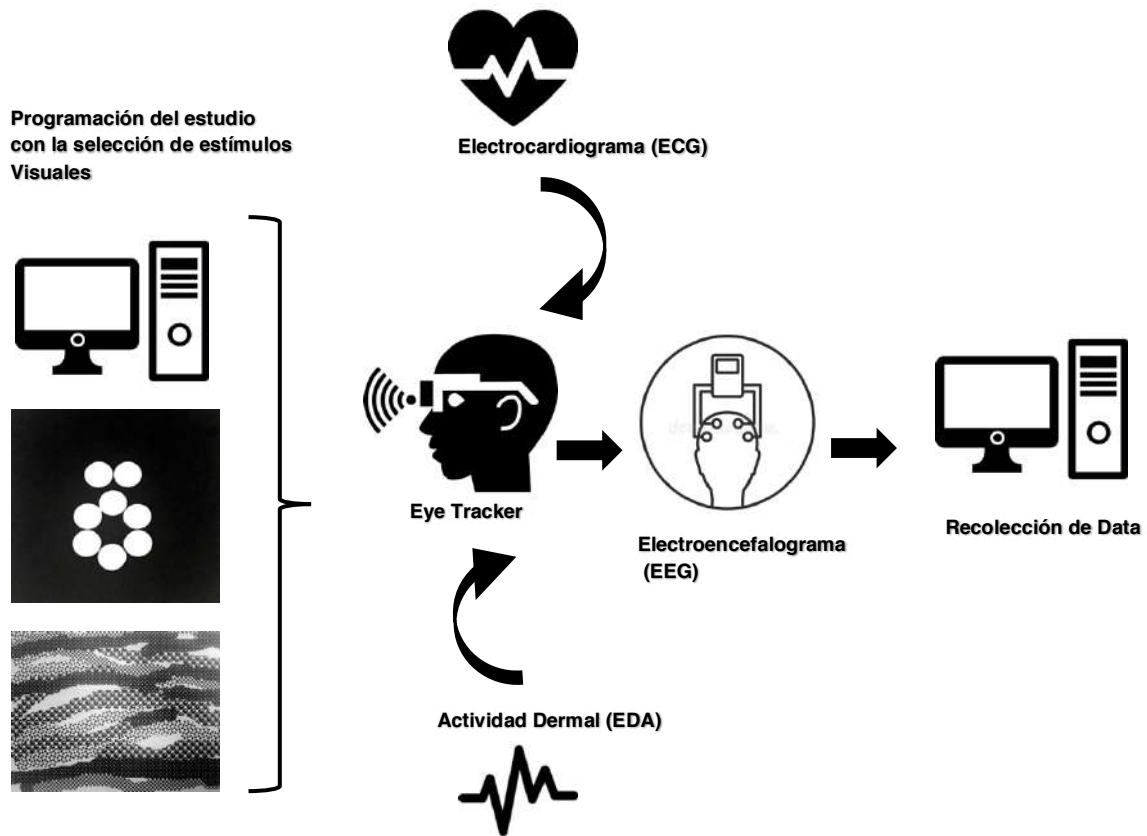 Programación del estudio
con la selección de estímulos
Visuales
Electrocardiograma (ECG)
Eye Tracker
Electroencefalograma
(EEG)
Recolección de Data
Actividad Dermal (EDA)